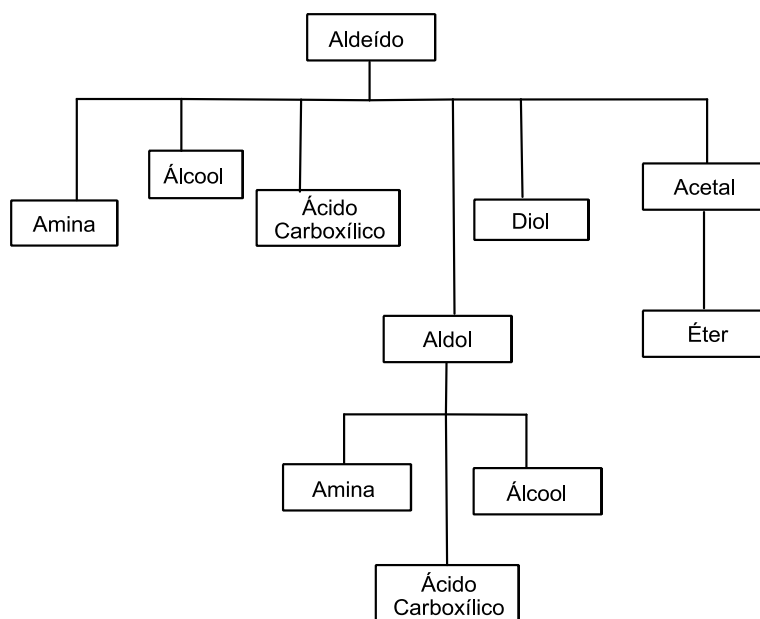 Aldeído
Álcool
Amina
Ácido
Carboxílico
Diol
Acetal
Aldol
Éter
Amina
Álcool
Ácido
Carboxílico